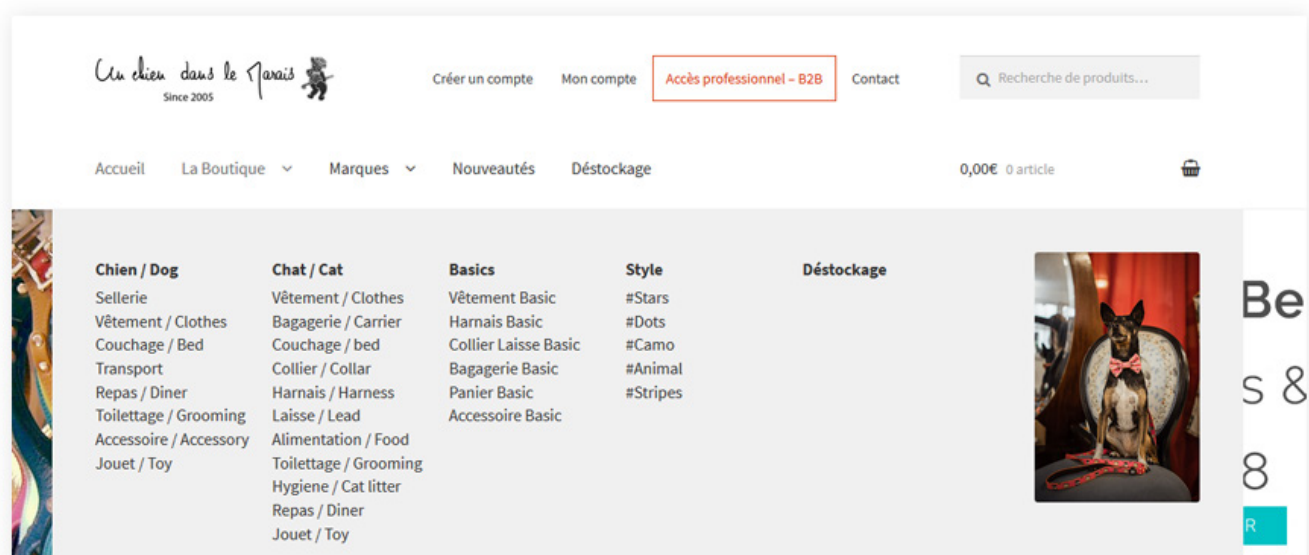 Un chien dans le Marais
Since 2005
Créer un compte Mon compte Accès professionnel – B2B Contact Recherche de produits...
Accueil La Boutique Marques Nouveautés Déstockage 0,00€ 0 article
Chien / Dog
Sellerie
Vêtement / Clothes
Couchage / Bed
Transport
Repas / Diner
Toilettage / Grooming
Accessoire / Accessory
Jouet / Toy
Chat / Cat
Vêtement / Clothes
Bagagerie / Carrier
Couchage / bed
Collier / Collar
Harnais / Harness
Laisse / Lead
Alimentation / Food
Toilettage / Grooming
Hygiene / Cat litter
Repas / Diner
Jouet / Toy
Basics
Vêtement Basic
Harnais Basic
Collier Laisse Basic
Bagagerie Basic
Panier Basic
Accessoire Basic
Style
#Stars
#Dots
#Camo
#Animal
#Stripes
Déstockage
Be
s &
8
R